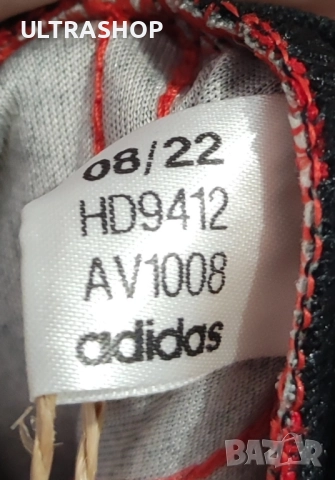 ULTRASHOP
08/22
HD9412
AV1008
adidas
BAZAR